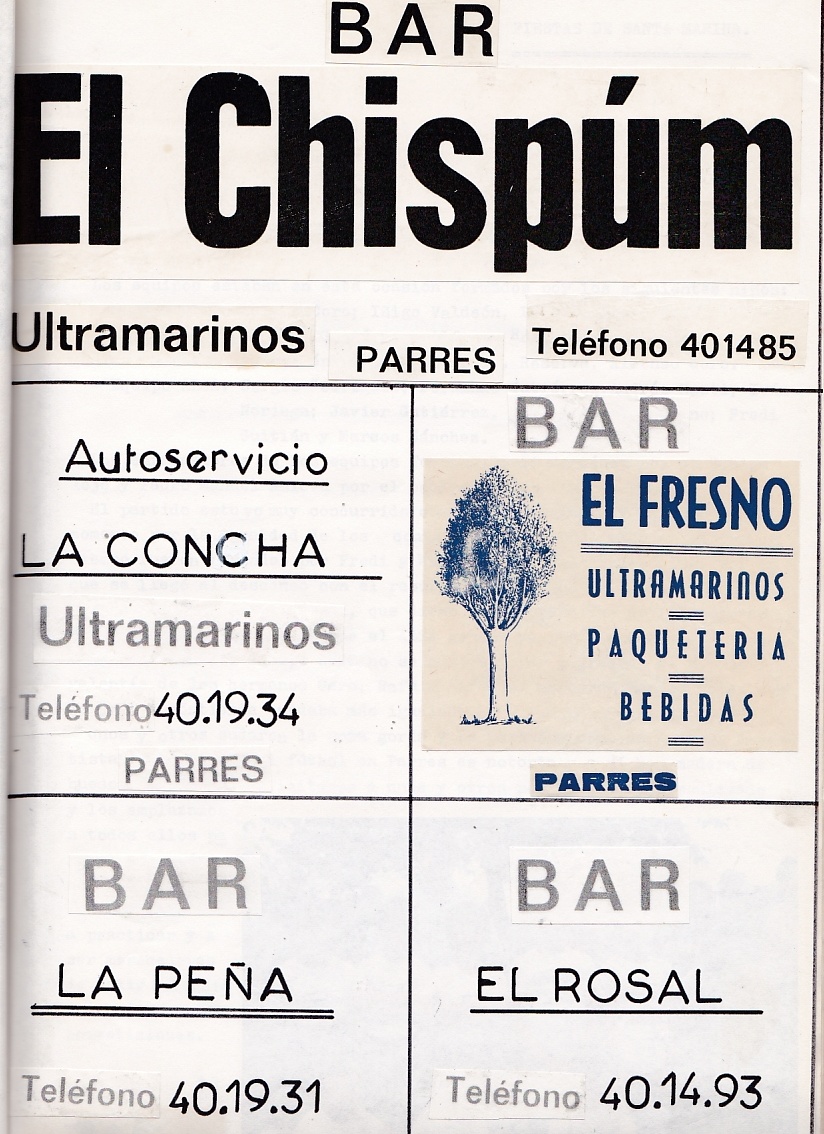 BAR
El Chispúm
Ultramarinos
PARRES
Teléfono 401485
Autoservicio
LA CONCHA
Ultramarinos
Teléfono 40.19.34
PARRES
BAR
EL FRESNO
ULTRAMARINOS
PAQUETERIA
BEBIDAS
PARRES
BAR
LA PEÑA
Teléfono 40.19.31
BAR
EL ROSAL
Teléfono 40.14.93